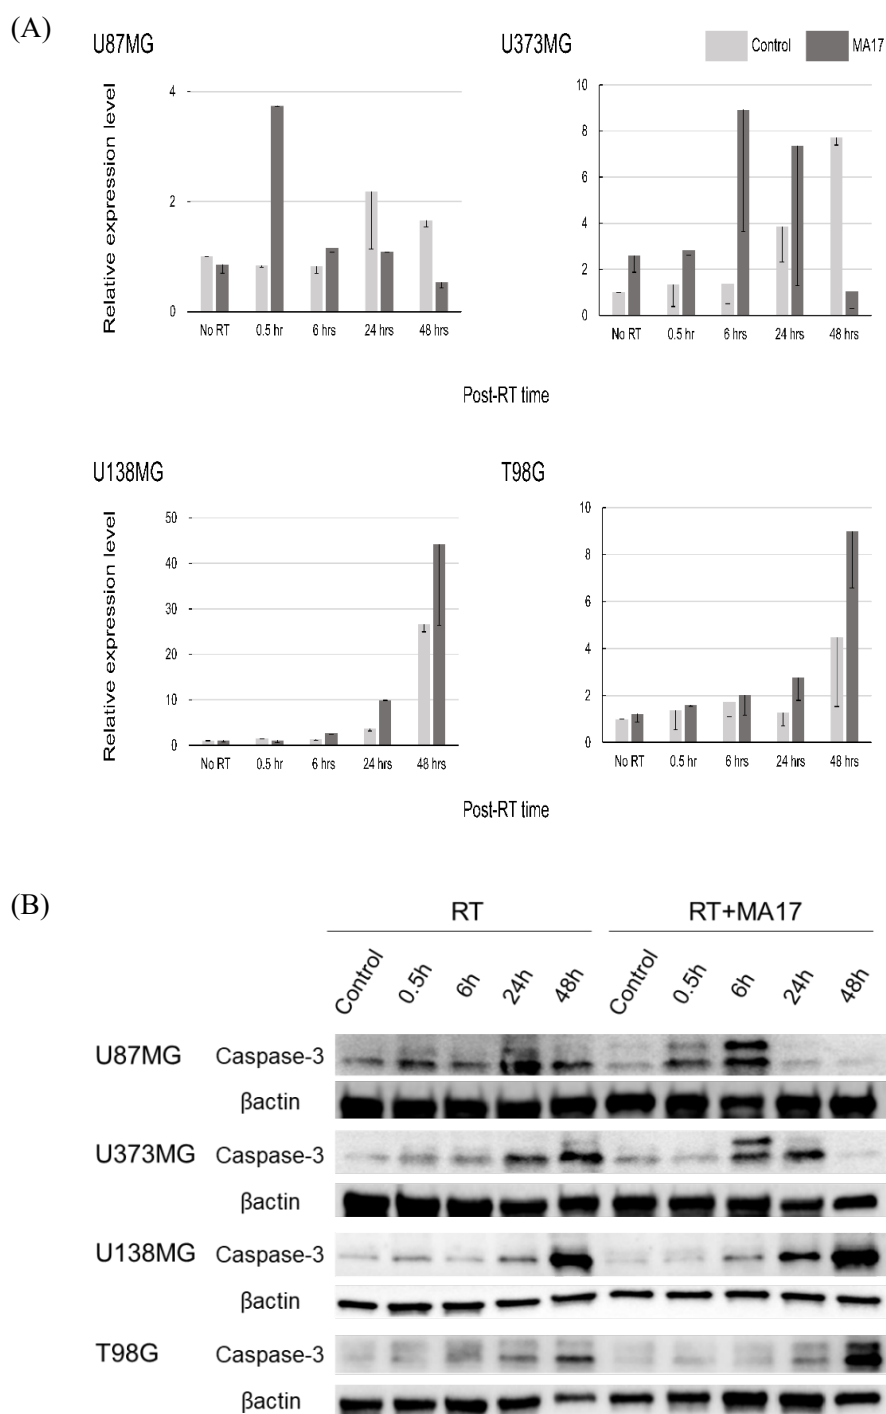 (A)
U87MG
U373MG
Control
MA17
Relative expression level
4
2
0
No RT 0.5 hr 6 hrs 24 hrs 48 hrs
10
8
6
4
2
0
No RT 0.5 hr 6 hrs 24 hrs 48 hrs
Post-RT time
U138MG
T98G
Relative expression level
50
40
30
20
10
0
No RT 0.5 hr 6 hrs 24 hrs 48 hrs
10
8
6
4
2
0
No RT 0.5 hr 6 hrs 24 hrs 48 hrs
Post-RT time
(B)
RT RT+MA17
Control 0.5h 6h 24h 48h Control 0.5h 6h 24h 48h
U87MG Caspase-3
βactin
U373MG Caspase-3
βactin
U138MG Caspase-3
βactin
T98G Caspase-3
βactin